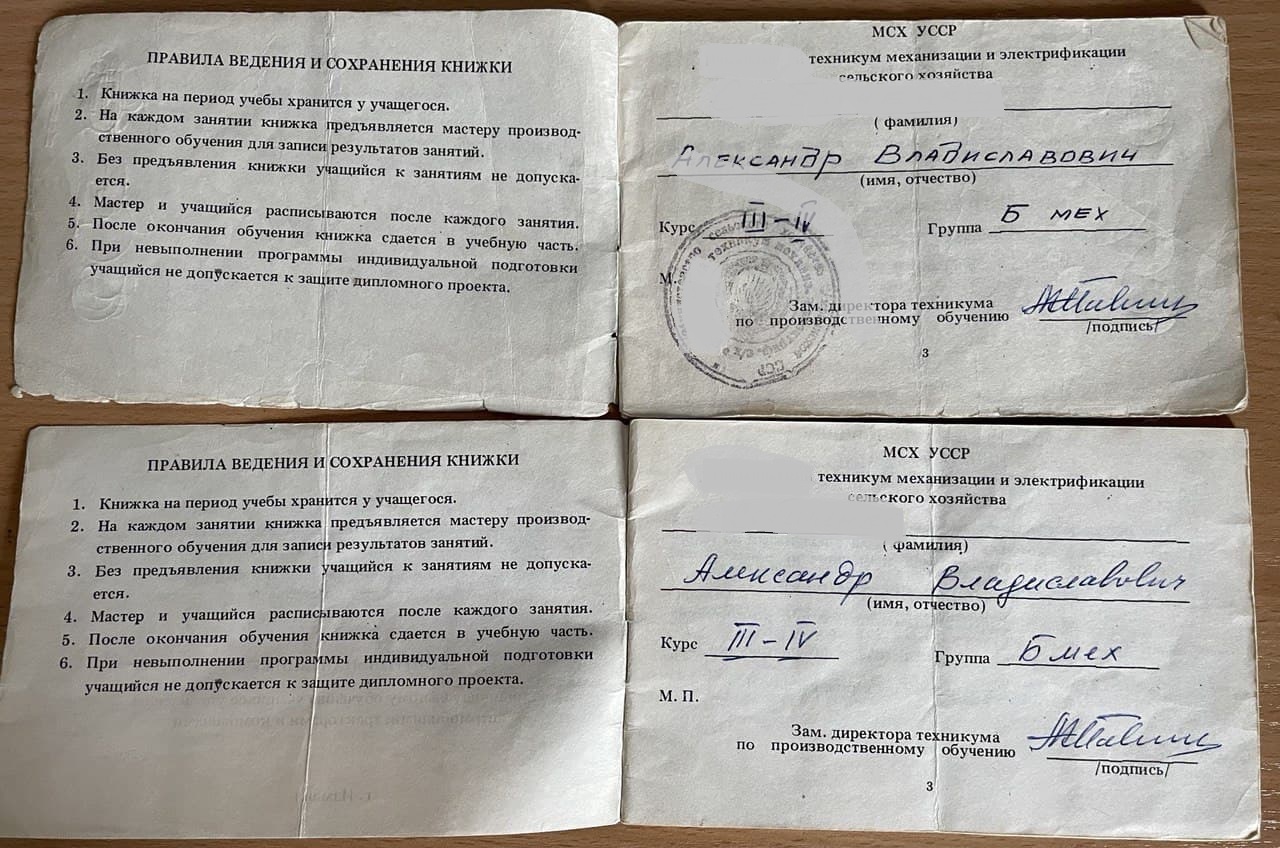 ПРАВИЛА ВЕДЕНИЯ И СОХРАНЕНИЯ КНИЖКИ
1. Книжка на период учебы хранится у учащегося.
2. На каждом занятии книжка предъявляется мастеру производ-
ственного обучения для записи результатов занятий.
3. Без предъявления книжки учащийся к занятиям не допуска-
ется.
4. Мастер и учащийся расписываются после каждого занятия.
5. После окончания обучения книжка сдается в учебную часть.
6. При невыполнении программы индивидуальной подготовки
учащийся не допускается к защите дипломного проекта.
МСХ УССР
техникум механизации и электрификации
сельского хозяйства
(фамилия)
Александр Владиславович
(имя, отчество)
Курс III-IV
Группа Б мех
М.
Зам. директора техникума
по производственному обучению
/подпись/
3
ПРАВИЛА ВЕДЕНИЯ И СОХРАНЕНИЯ КНИЖКИ
1. Книжка на период учебы хранится у учащегося.
2. На каждом занятии книжка предъявляется мастеру производ-
ственного обучения для записи результатов занятий.
3. Без предъявления книжки учащийся к занятиям не допуска-
ется.
4. Мастер и учащийся расписываются после каждого занятия.
5. После окончания обучения книжка сдается в учебную часть.
6. При невыполнении программы индивидуальной подготовки
учащийся не допускается к защите дипломного проекта.
МСХ УССР
техникум механизации и электрификации
сельского хозяйства
(фамилия)
Александр Владиславович
(имя, отчество)
Курс III-IV
Группа Б мех
М. П.
Зам. директора техникума
по производственному обучению
/подпись/
3